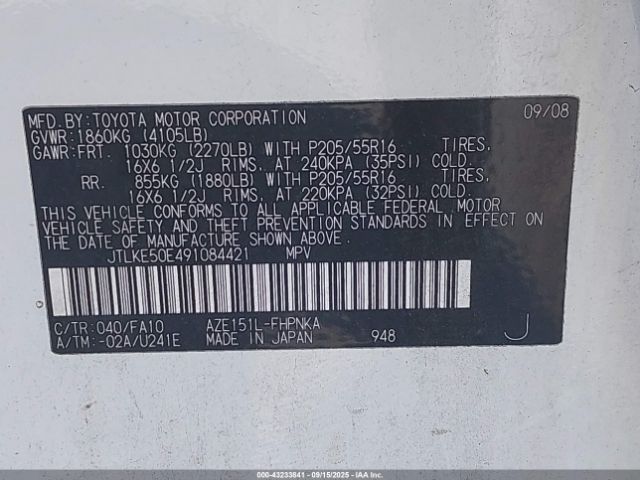 MFD.BY:TOYOTA MOTOR CORPORATION 09/08
GVWR:1860KG (4105LB)
GAWR:FRT. 1030KG (2270LB) WITH P205/55R16 TIRES.
16X6 1/2J RIMS. AT 240KPA (35PSI) COLD.
RR. 855KG (1880LB) WITH P205/55R16 TIRES.
16X6 1/2J RIMS. AT 220KPA (32PSI) COLD.
THIS VEHICLE CONFORMS TO ALL APPLICABLE FEDERAL MOTOR
VEHICLE SAFETY AND THEFT PREVENTION STANDARDS IN EFFECT ON
THE DATE OF MANUFACTURE SHOWN ABOVE.
JTLKE50E491084421 MPV
C/TR:040/FA10 AZE151L-FHPNKA
A/TM:-02A/U241E MADE IN JAPAN 948 J
000-43233841 - 09/15/2025 - IAA Inc.